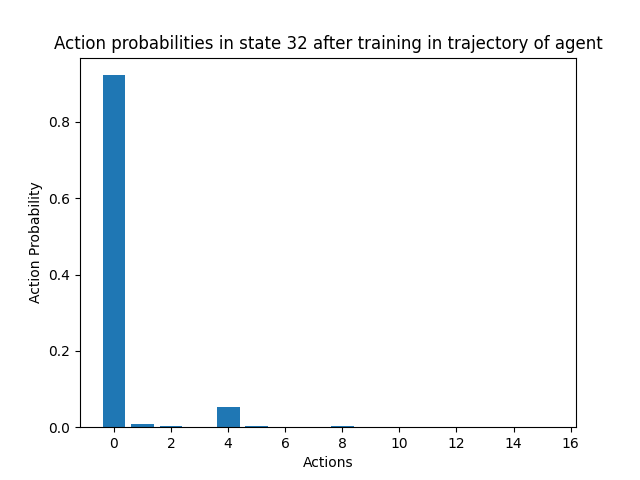 Action probabilities in state 32 after training in trajectory of agent
Action Probability
0.8
0.6
0.4
0.2
0.0
0 2 4 6 8 10 12 14 16
Actions